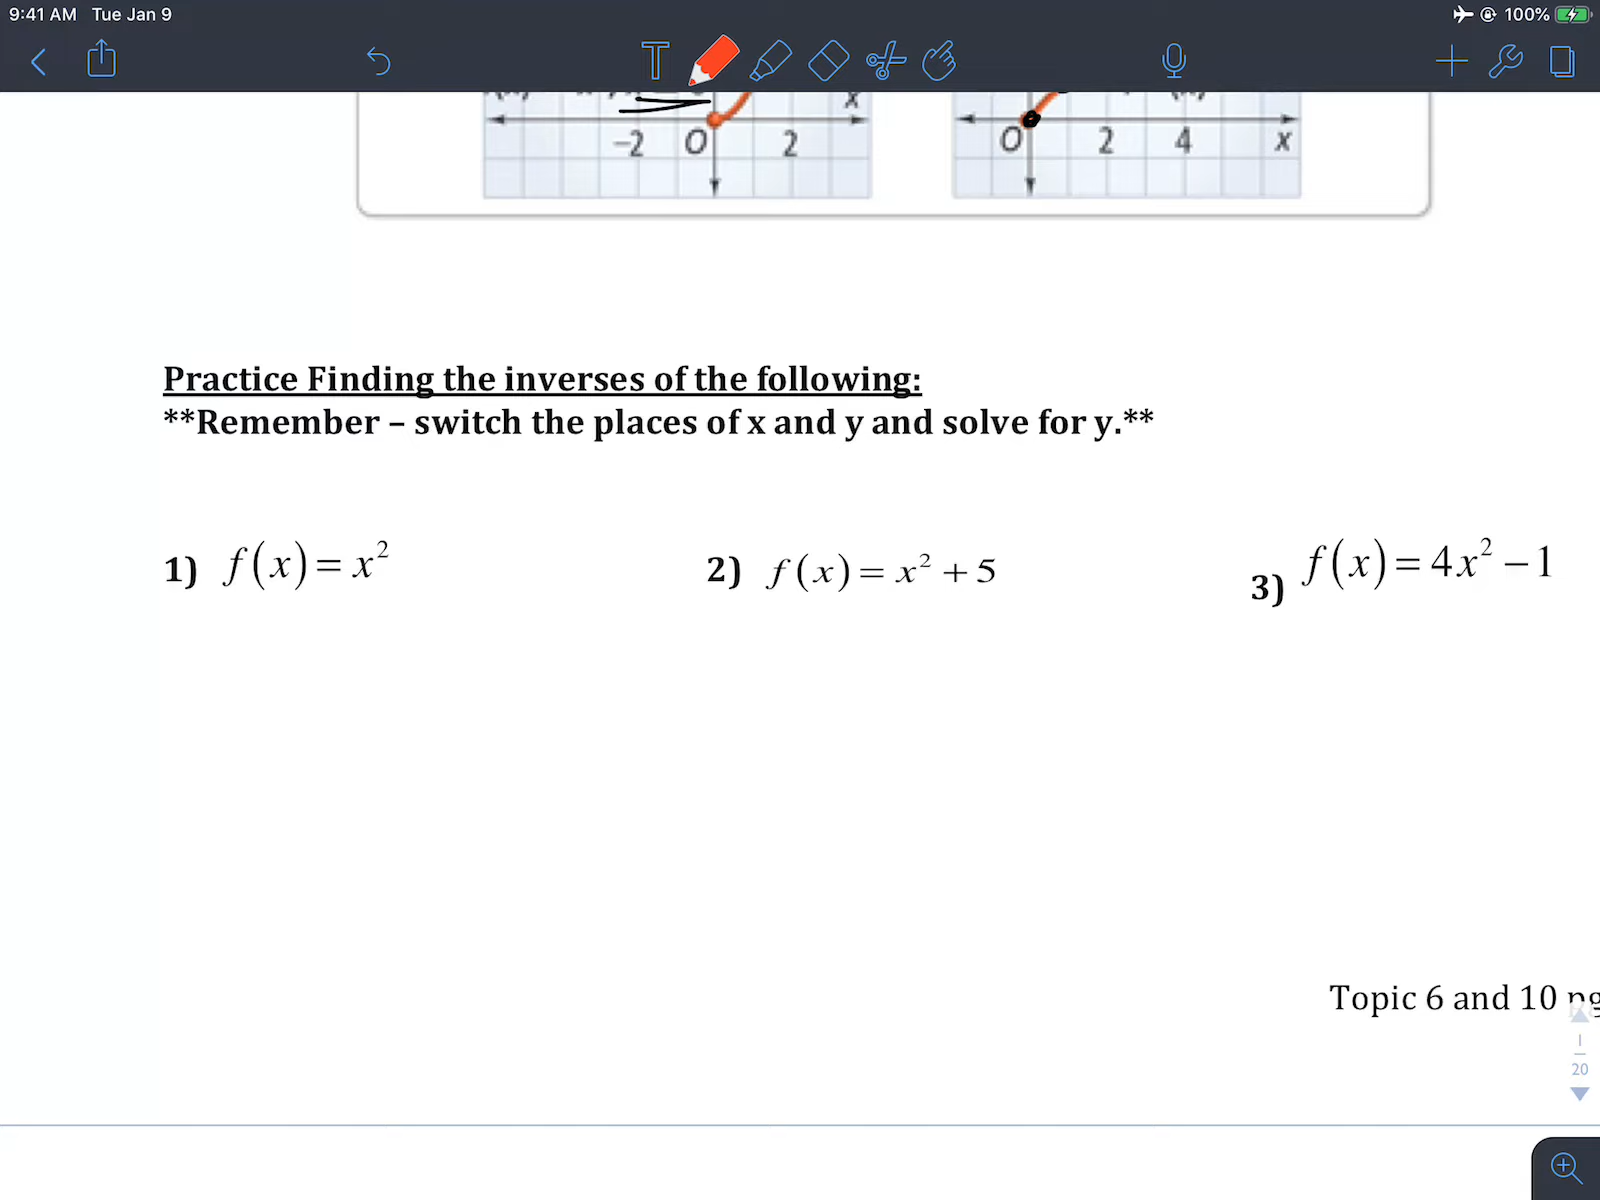 9:41 AM Tue Jan 9 100%
T
x
-2 O 2
O 2 4 x
Practice Finding the inverses of the following:
**Remember – switch the places of x and y and solve for y.**
1) f(x) = x²
2) f(x) = x² + 5
3) f(x) = 4x² – 1
Topic 6 and 10 pg
1
20